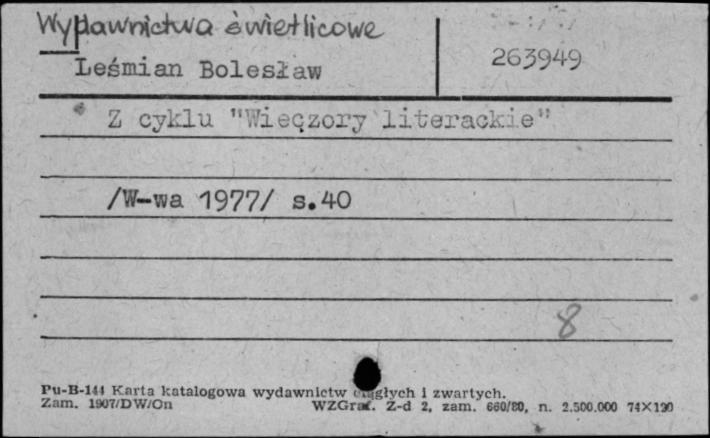 Wydawnictwa świetlicowe
Leśmian Bolesław
263949
Z cyklu "Wieczory literackie"
/W-wa 1977/ s.40
8
Pu-B-144 Karta katalogowa wydawnictw ciągłych i zwartych.
Zam. 1907/DW/On WZGraf. Z-d 2, zam. 660/80, n. 2.500.000 74X120